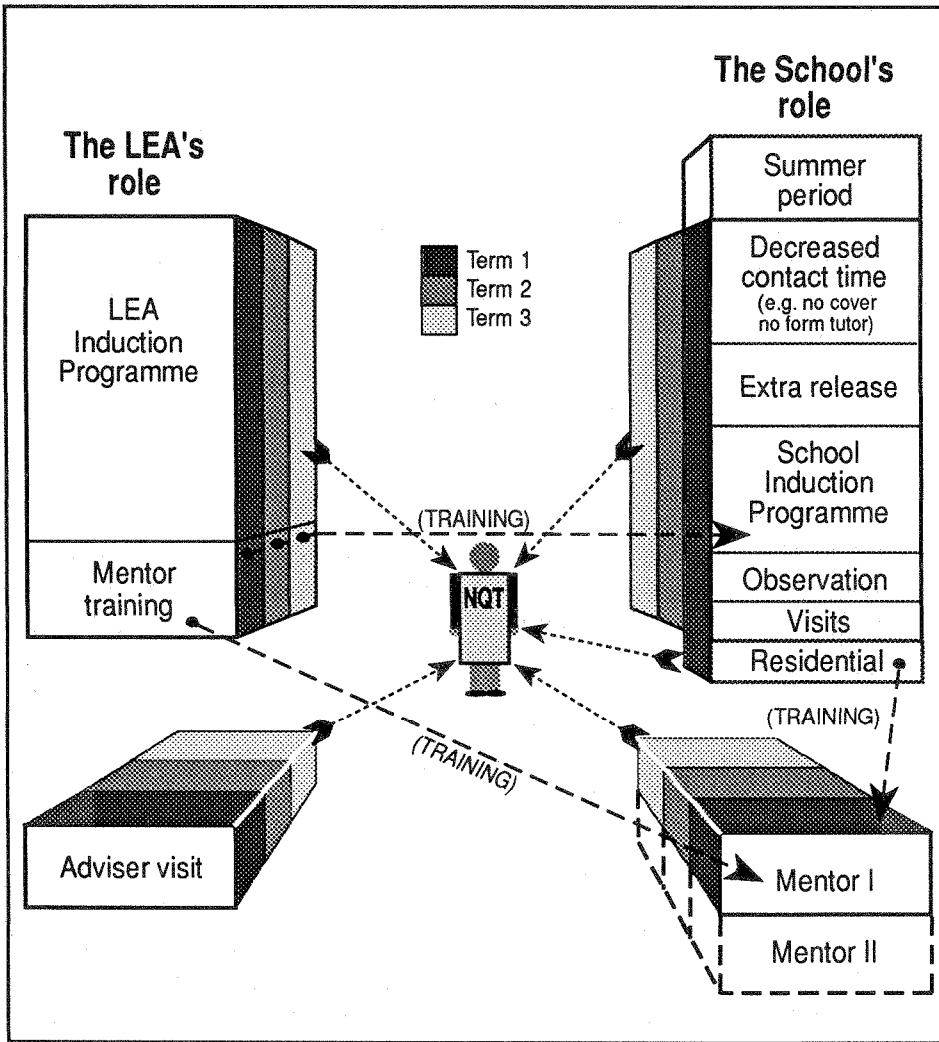 The LEA's
role
LEA
Induction
Programme
Mentor
training
Adviser visit
Term 1
Term 2
Term 3
(TRAINING)
NQT
(TRAINING)
The School's
role
Summer
period
Decreased
contact time
(e.g. no cover
no form tutor)
Extra release
School
Induction
Programme
Observation
Visits
Residential
(TRAINING)
Mentor I
Mentor II